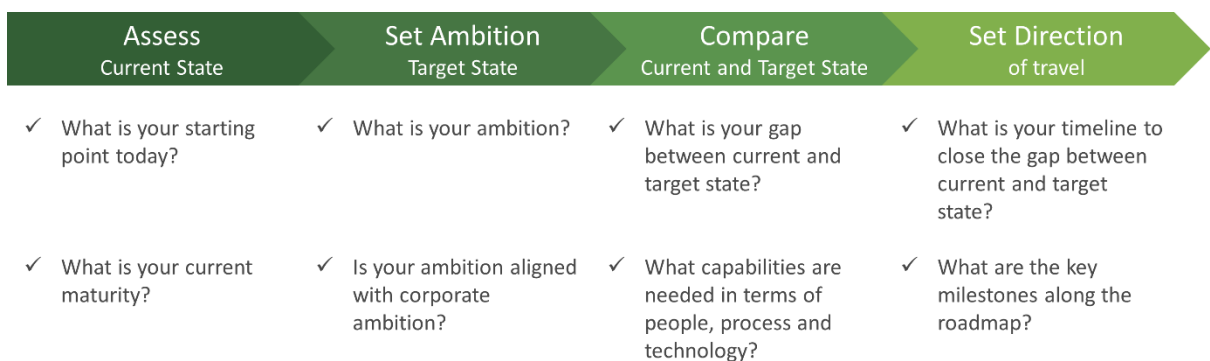 Assess
Current State
Set Ambition
Target State
Compare
Current and Target State
Set Direction
of travel
✓ What is your starting
point today?
✓ What is your current
maturity?
✓ What is your ambition?
✓ Is your ambition aligned
with corporate
ambition?
✓ What is your gap
between current and
target state?
✓ What capabilities are
needed in terms of
people, process and
technology?
✓ What is your timeline to
close the gap between
current and target
state?
✓ What are the key
milestones along the
roadmap?